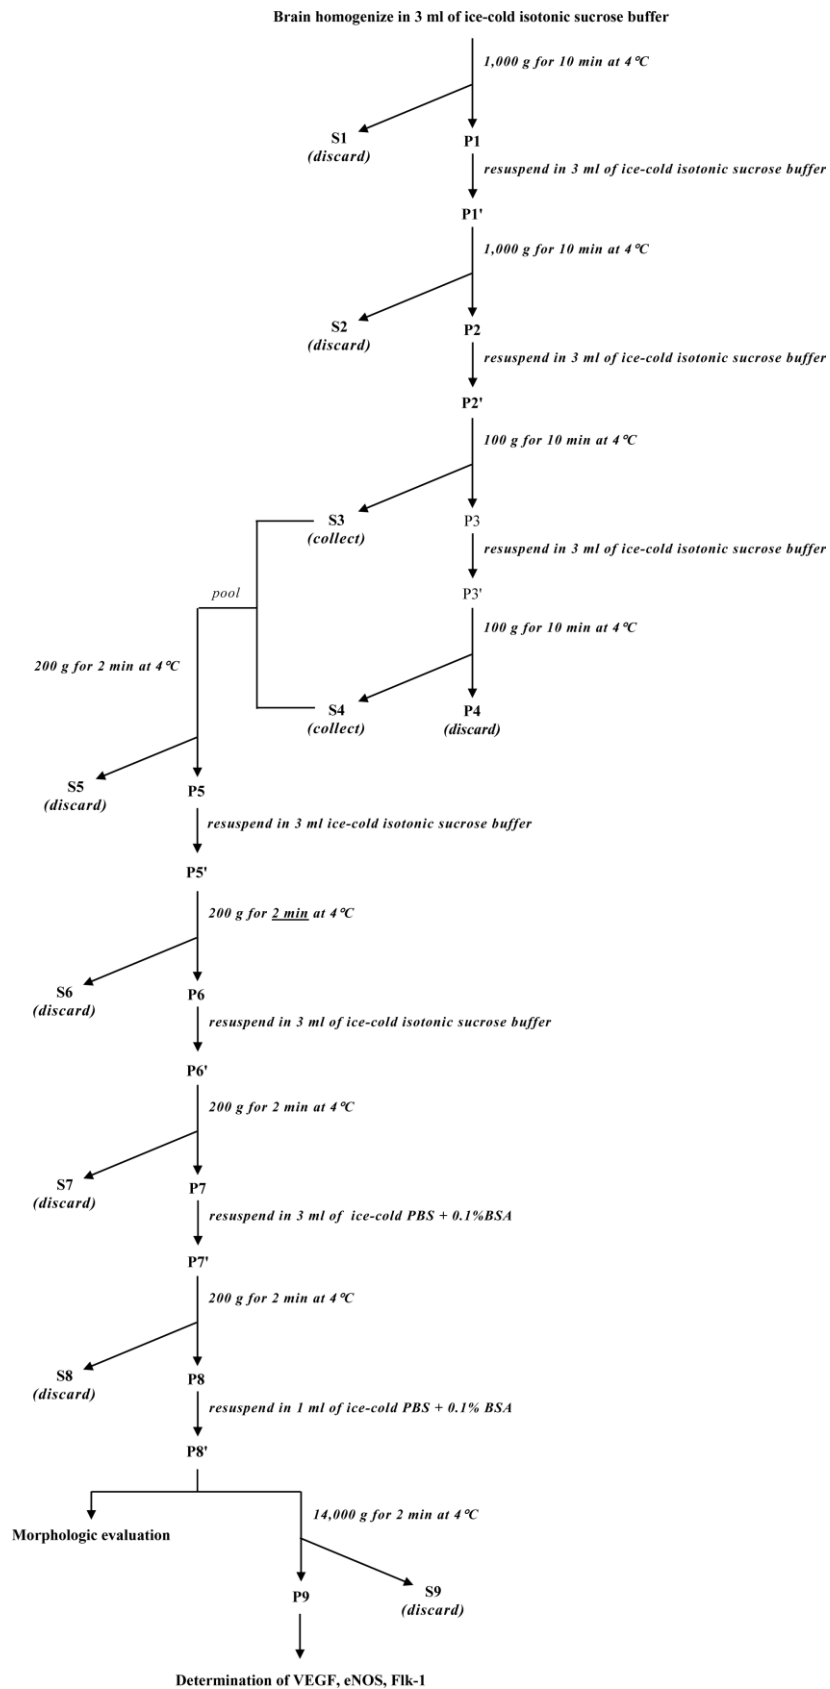 Brain homogenize in 3 ml of ice-cold isotonic sucrose buffer
1,000 g for 10 min at 4℃
S1
(discard)
P1
resuspend in 3 ml of ice-cold isotonic sucrose buffer
P1'
1,000 g for 10 min at 4℃
S2
(discard)
P2
resuspend in 3 ml of ice-cold isotonic sucrose buffer
P2'
100 g for 10 min at 4℃
S3
(collect)
P3
resuspend in 3 ml of ice-cold isotonic sucrose buffer
pool
P3'
100 g for 10 min at 4℃
200 g for 2 min at 4℃
S4
(collect)
P4
(discard)
S5
(discard)
P5
resuspend in 3 ml ice-cold isotonic sucrose buffer
P5'
200 g for 2 min at 4℃
S6
(discard)
P6
resuspend in 3 ml of ice-cold isotonic sucrose buffer
P6'
200 g for 2 min at 4℃
S7
(discard)
P7
resuspend in 3 ml of ice-cold PBS + 0.1%BSA
P7'
200 g for 2 min at 4℃
S8
(discard)
P8
resuspend in 1 ml of ice-cold PBS + 0.1% BSA
P8'
14,000 g for 2 min at 4℃
Morphologic evaluation
P9
S9
(discard)
Determination of VEGF, eNOS, Flk-1